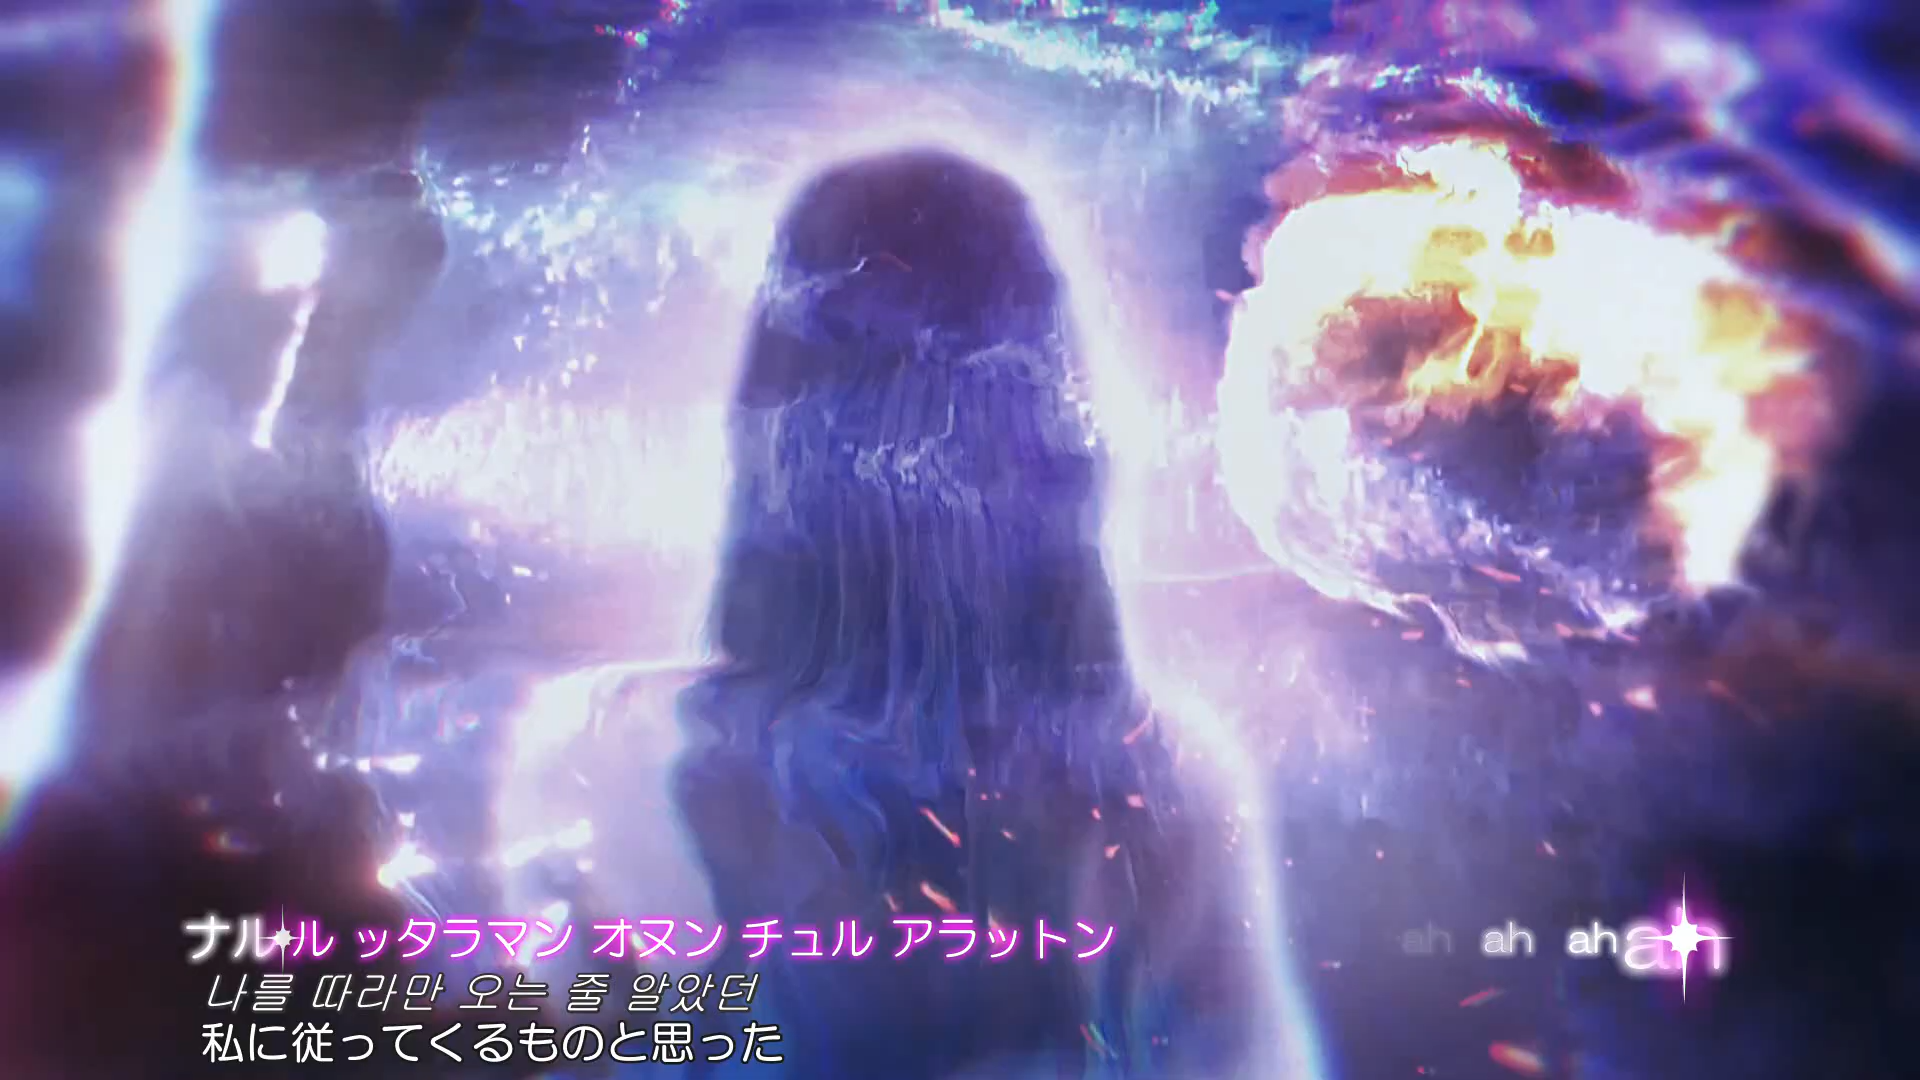 ナルル ッタラマン オヌン チュル アラットン
나를 따라만 오는 줄 알았던
私に従ってくるものと思った
ah ah ah ah